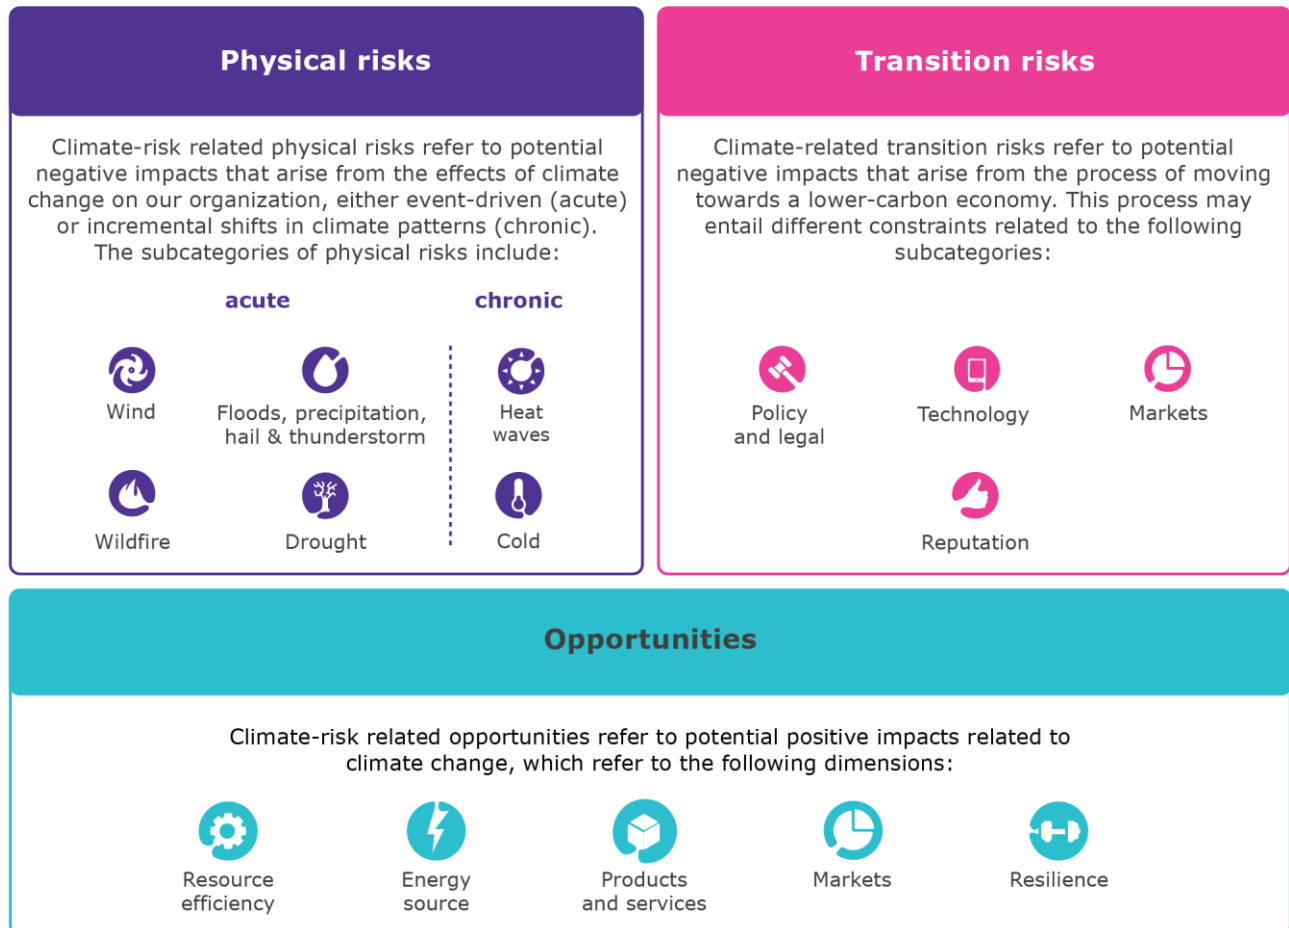 Physical risks
Climate-risk related physical risks refer to potential
negative impacts that arise from the effects of climate
change on our organization, either event-driven (acute)
or incremental shifts in climate patterns (chronic).
The subcategories of physical risks include:
acute
chronic
Wind
Floods, precipitation,
hail & thunderstorm
Heat
waves
Wildfire
Drought
Cold
Transition risks
Climate-related transition risks refer to potential
negative impacts that arise from the process of moving
towards a lower-carbon economy. This process may
entail different constraints related to the following
subcategories:
Policy
and legal
Technology
Markets
Reputation
Opportunities
Climate-risk related opportunities refer to potential positive impacts related to
climate change, which refer to the following dimensions:
Resource
efficiency
Energy
source
Products
and services
Markets
Resilience